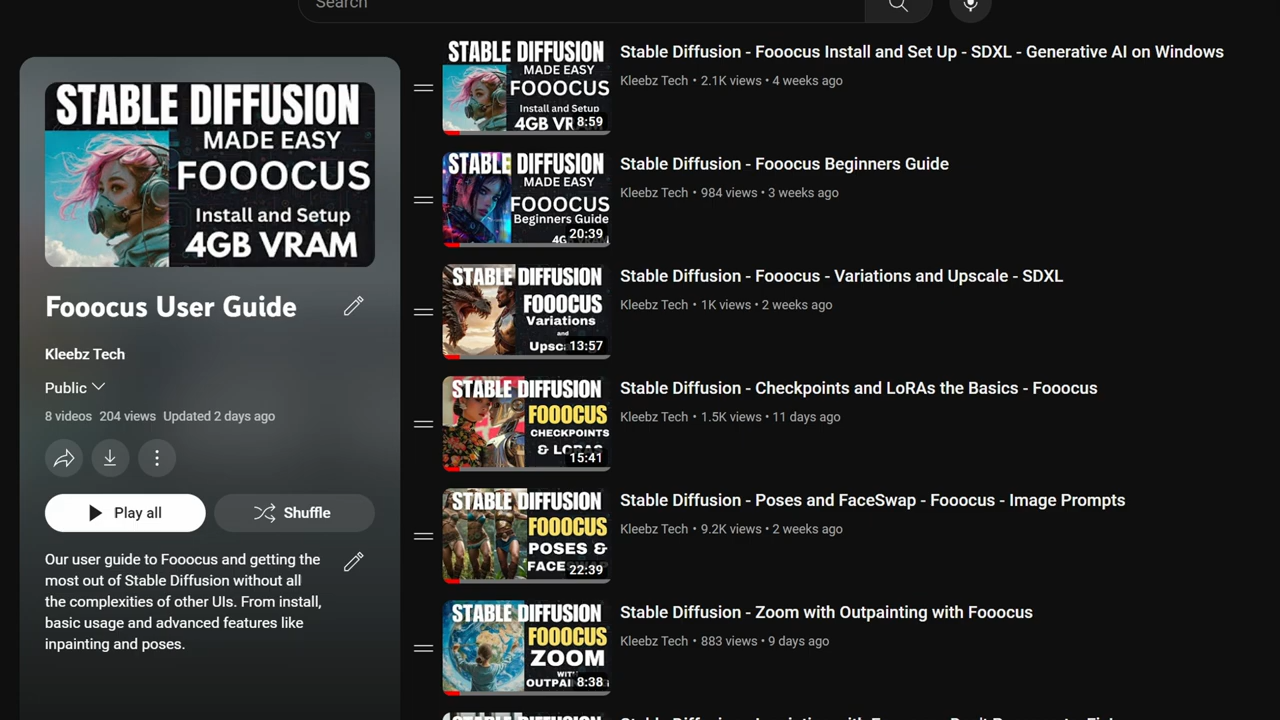 Search
STABLE DIFFUSION
MADE EASY
FOOOCUS
Install and Setup
4GB VRAM
Fooocus User Guide
Kleebz Tech
Public
8 videos 204 views Updated 2 days ago
Play all
Shuffle
Our user guide to Fooocus and getting the
most out of Stable Diffusion without all
the complexities of other UIs. From install,
basic usage and advanced features like
inpainting and poses.
STABLE DIFFUSION
MADE EASY
FOOOCUS
Install and Setup
4GB VR
8:59
Stable Diffusion - Fooocus Install and Set Up - SDXL - Generative AI on Windows
Kleebz Tech • 2.1K views • 4 weeks ago
STABLE DIFFUSION
MADE EASY
FOOOCUS
Beginners Guide
20:39
Stable Diffusion - Fooocus Beginners Guide
Kleebz Tech • 984 views • 3 weeks ago
STABLE DIFFUSION
FOOOCUS
Variations
and
Upsc
13:57
Stable Diffusion - Fooocus - Variations and Upscale - SDXL
Kleebz Tech • 1K views • 2 weeks ago
STABLE DIFFUSION
FOOOCUS
CHECKPOINTS
& LORAS
15:41
Stable Diffusion - Checkpoints and LoRAs the Basics - Fooocus
Kleebz Tech • 1.5K views • 11 days ago
STABLE DIFFUSION
FOOOCUS
POSES &
FACE
22:39
Stable Diffusion - Poses and FaceSwap - Fooocus - Image Prompts
Kleebz Tech • 9.2K views • 2 weeks ago
STABLE DIFFUSION
FOOOCUS
ZOOM
WITH
OUTPAI
8:38
Stable Diffusion - Zoom with Outpainting with Fooocus
Kleebz Tech • 883 views • 9 days ago